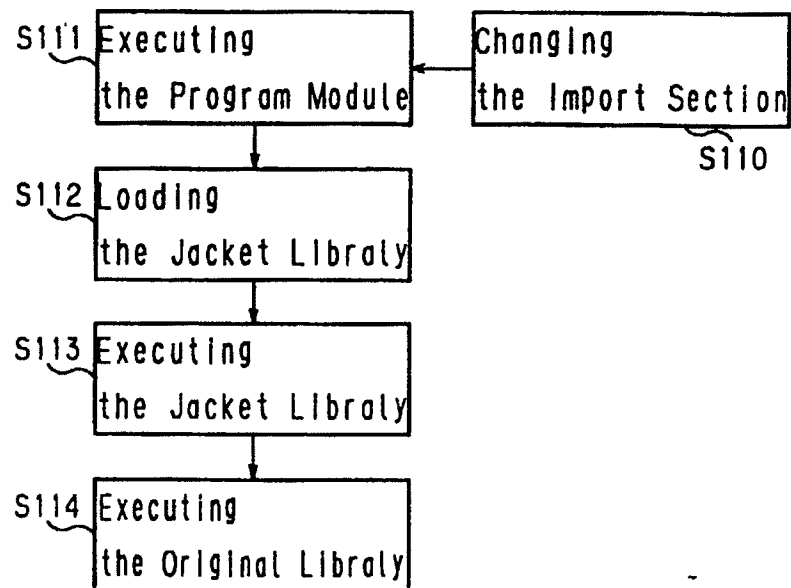 S111
Executing
the Program Module
Changing
the Import Section
S110
S112
Loading
the Jacket Libraly
S113
Executing
the Jacket Libraly
S114
Executing
the Original Libraly